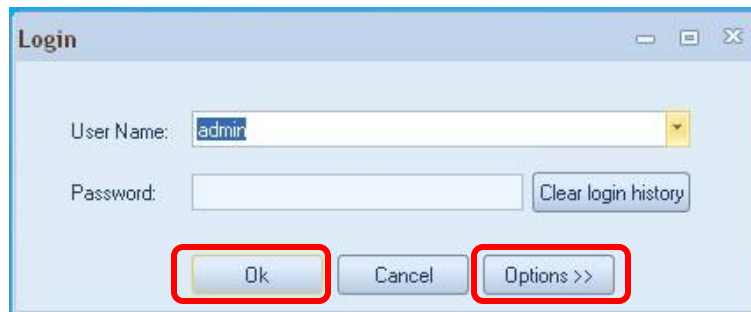 Login
User Name: admin
Password: Clear login history
Ok Cancel Options >>